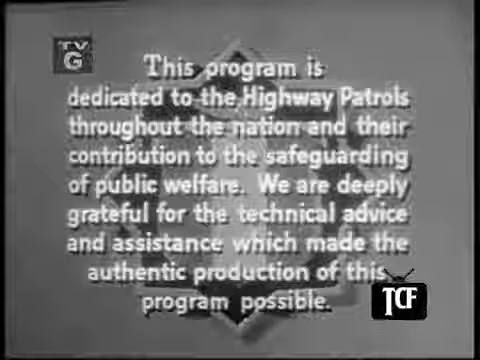 TV
G
This program is
dedicated to the Highway Patrols
throughout the nation and their
contribution to the safeguarding
of public welfare. We are deeply
grateful for the technical advice
and assistance which made the
authentic production of this
program possible.
TCF